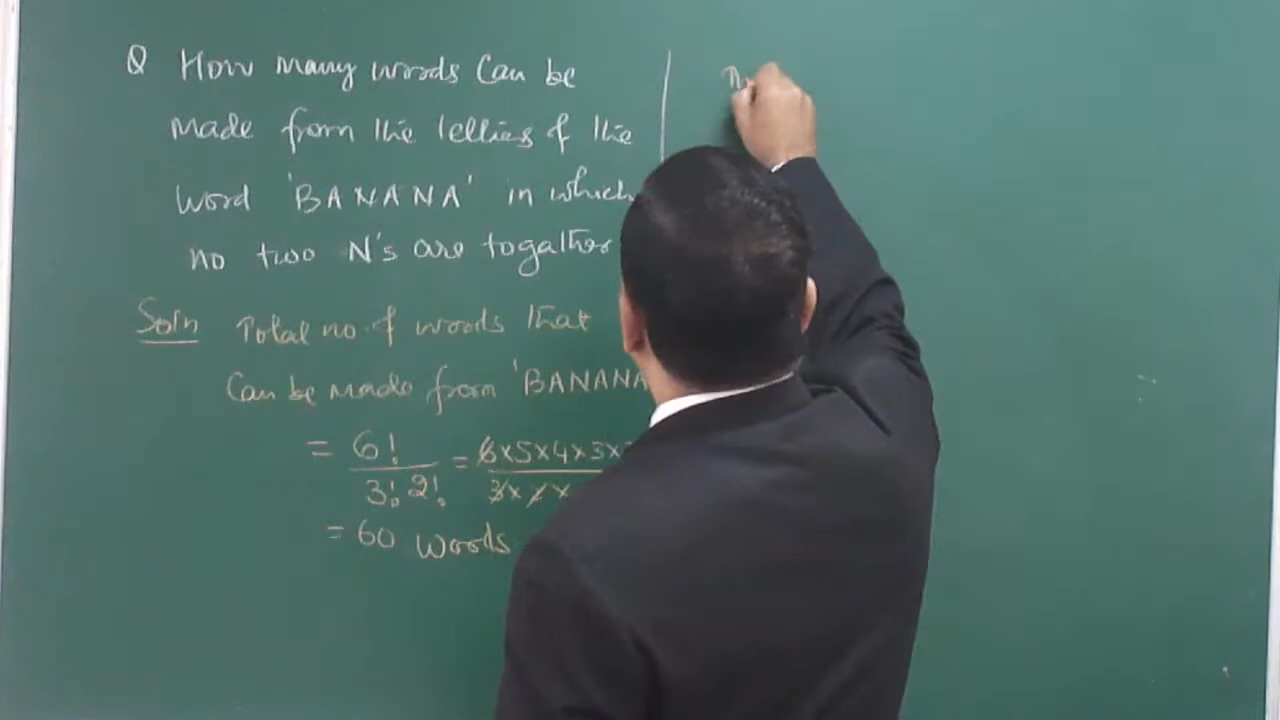 Q How many words can be
made from the letters of the
word 'BANANA' in which
no two N's are togather
Soln Total no. of words that
can be made from 'BANANA
= 6! / 3! 2! = 6×5×4×3× / 3×
= 60 words